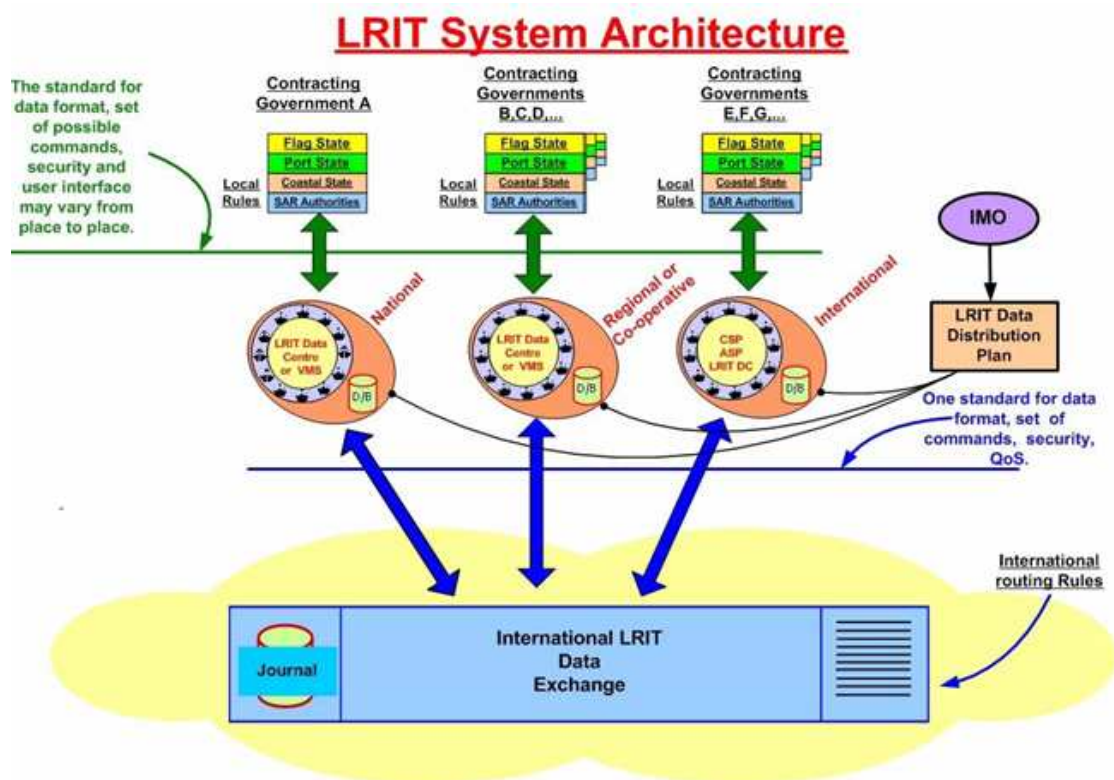 LRIT System Architecture
The standard for
data format, set
of possible
commands,
security and
user interface
may vary from
place to place.
Contracting
Government A
Flag State
Port State
Coastal State
SAR Authorities
Local
Rules
Contracting
Governments
B,C,D,...
Flag State
Port State
Coastal State
SAR Authorities
Contracting
Governments
E,F,G,...
Flag State
Port State
Coastal State
SAR Authorities
Local
Rules
IMO
LRIT Data
Distribution
Plan
National
LRIT Data
Centre
or VMS
D/B
Regional or
Co-operative
LRIT Data
Centre
or VMS
D/B
International
CSP
ASP
LRIT DC
D/B
One standard for data
format, set of
commands, security,
QoS.
International
routing Rules
Journal
International LRIT
Data
Exchange